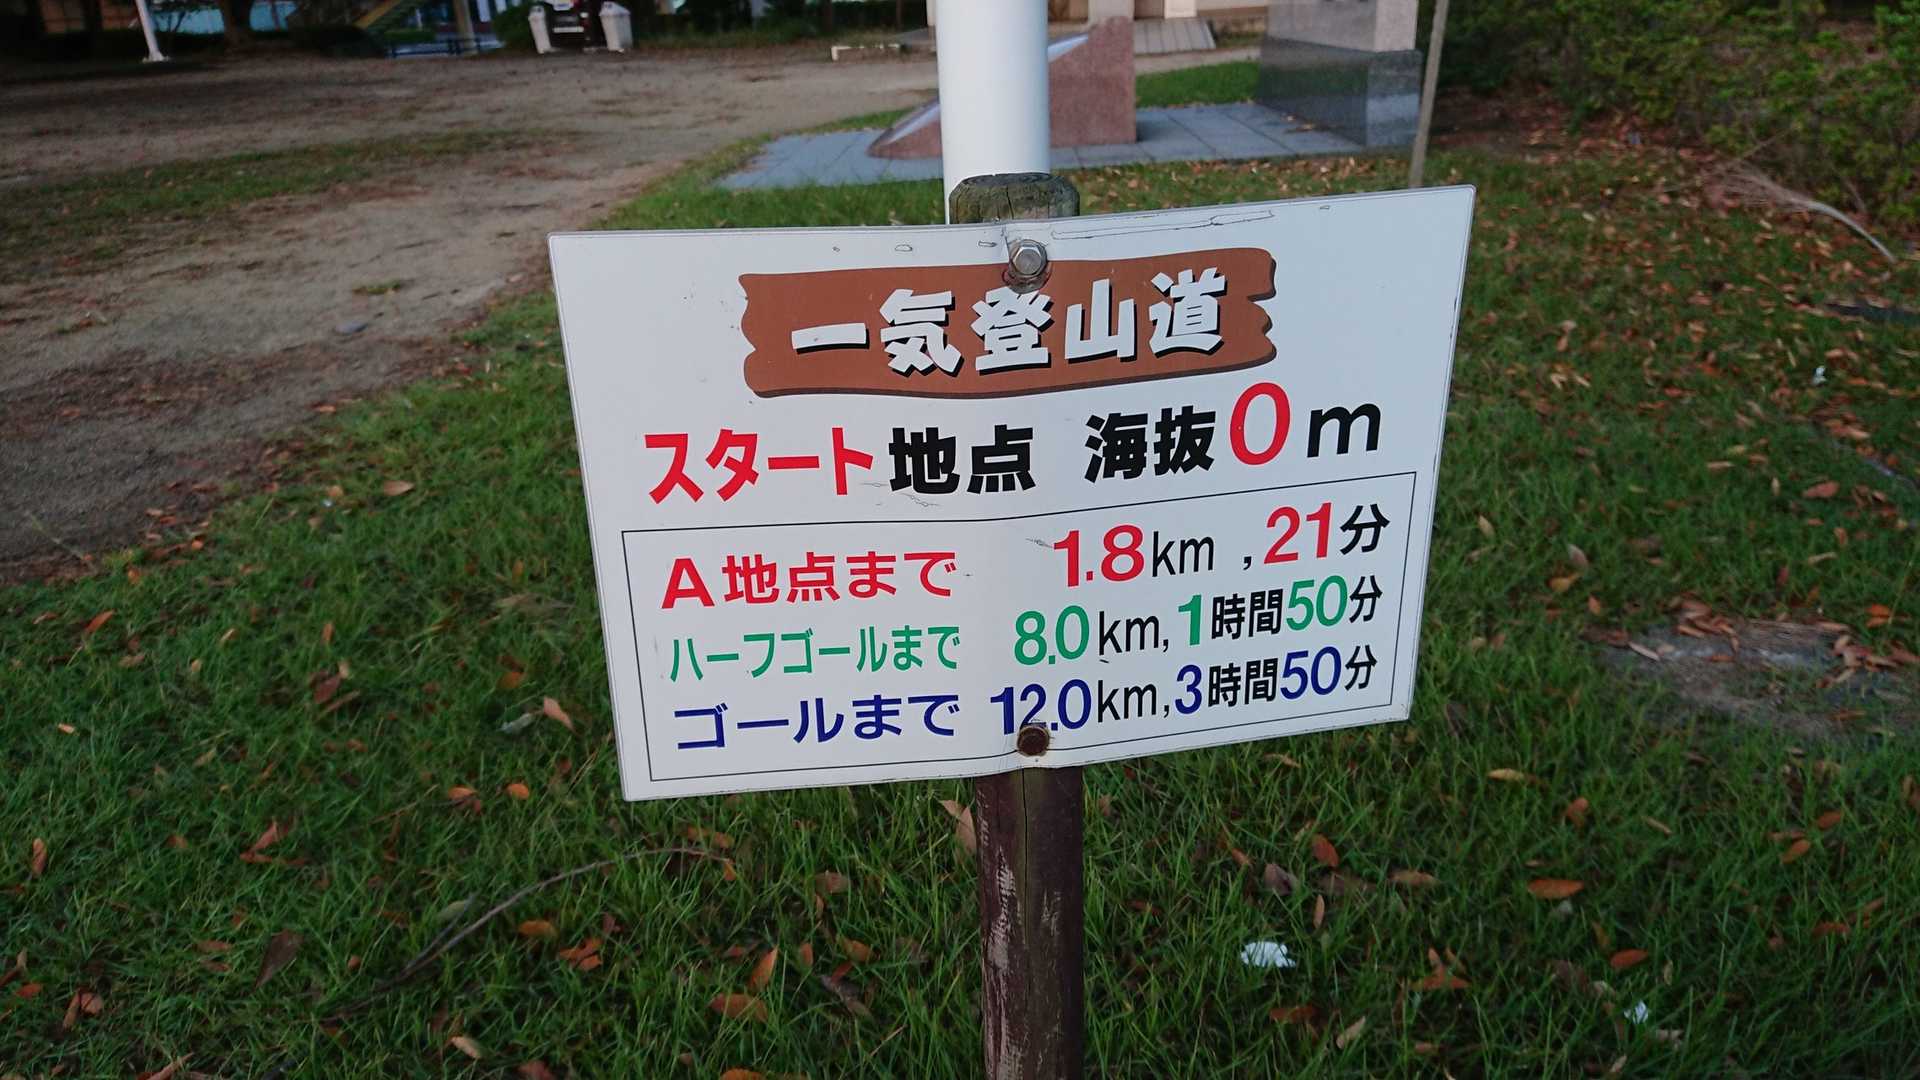 一気登山道
スタート地点 海抜0m
A地点まで 1.8km,21分
ハーフゴールまで 8.0km,1時間50分
ゴールまで 12.0km,3時間50分